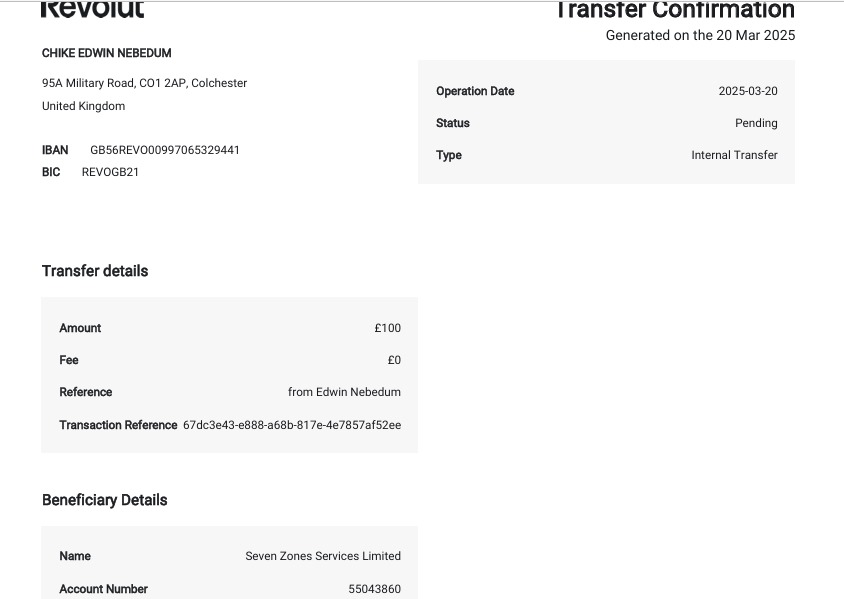 Revolut
Transfer Confirmation
Generated on the 20 Mar 2025
CHIKE EDWIN NEBEDUM
95A Military Road, CO1 2AP, Colchester
United Kingdom
IBAN GB56REVO00997065329441
BIC REVOGB21
Operation Date 2025-03-20
Status Pending
Type Internal Transfer
Transfer details
Amount £100
Fee £0
Reference from Edwin Nebedum
Transaction Reference 67dc3e43-e888-a68b-817e-4e7857af52ee
Beneficiary Details
Name Seven Zones Services Limited
Account Number 55043860